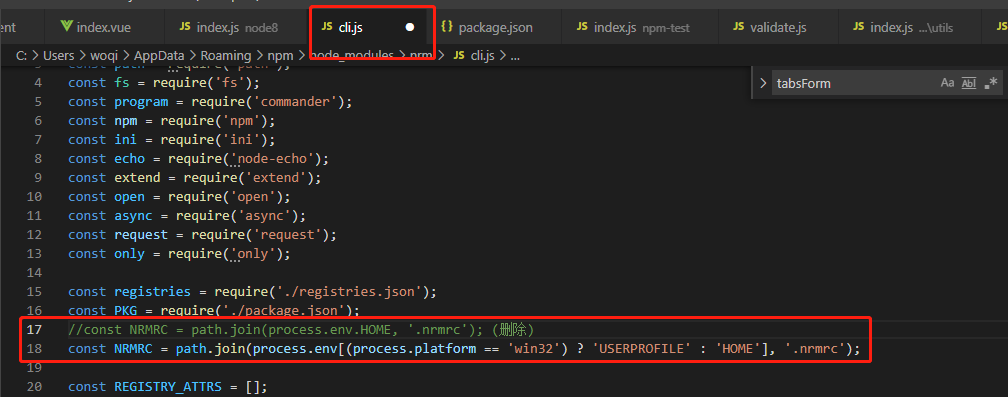 ent index.vue JS index.js node8 JS cli.js {} package.json JS index.js npm-test JS validate.js JS index.js ...\utils JS
C: > Users > woqi > AppData > Roaming > npm > node_modules > nrm > JS cli.js > ...
tabsForm Aa Abl .*
const path = require('path');
4 const fs = require('fs');
5 const program = require('commander');
6 const npm = require('npm');
7 const ini = require('ini');
8 const echo = require('node-echo');
9 const extend = require('extend');
10 const open = require('open');
11 const async = require('async');
12 const request = require('request');
13 const only = require('only');
14
15 const registries = require('./registries.json');
16 const PKG = require('./package.json');
17 //const NRMRC = path.join(process.env.HOME, '.nrmrc'); (删除)
18 const NRMRC = path.join(process.env[(process.platform == 'win32') ? 'USERPROFILE' : 'HOME'], '.nrmrc');
19
20 const REGISTRY_ATTRS = [];